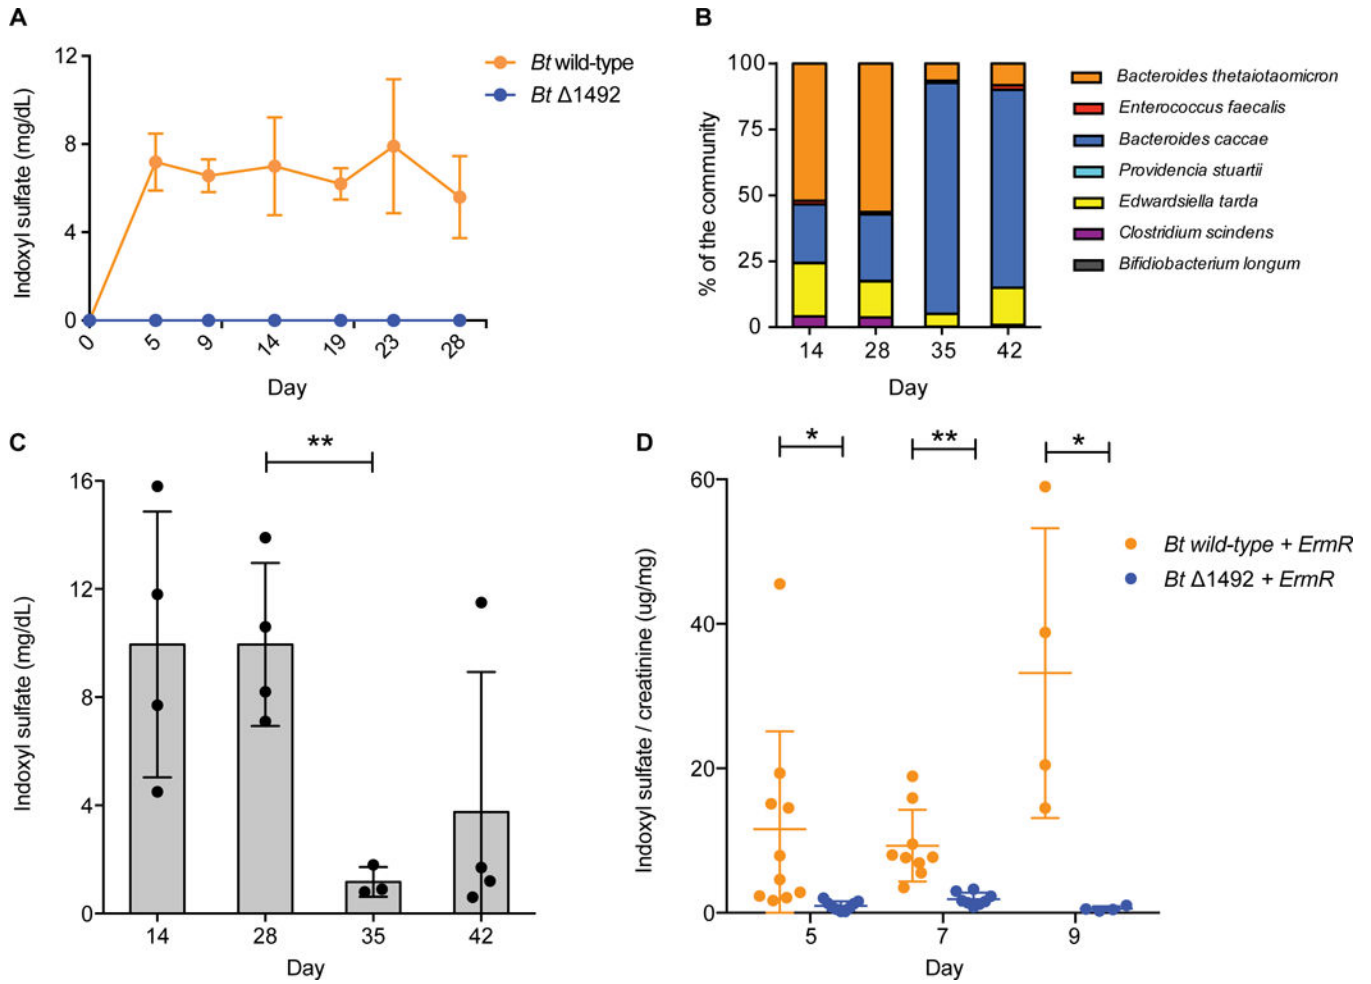 A
12
8
4
0
Indoxyl sulfate (mg/dL)
0 5 9 14 19 23 28
Day
Bt wild-type
Bt Δ1492
B
100
75
50
25
0
% of the community
14 28 35 42
Day
Bacteroides thetaiotaomicron
Enterococcus faecalis
Bacteroides caccae
Providencia stuartii
Edwardsiella tarda
Clostridium scindens
Bifidiobacterium longum
C
**
16
12
8
4
0
Indoxyl sulfate (mg/dL)
14 28 35 42
Day
D
* ** *
60
40
20
0
Indoxyl sulfate / creatinine (ug/mg)
5 7 9
Day
Bt wild-type + ErmR
Bt Δ1492 + ErmR